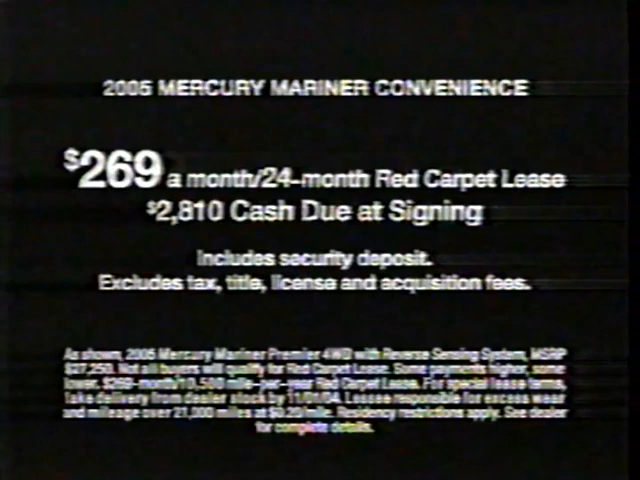 2005 MERCURY MARINER CONVENIENCE
$269 a month/24-month Red Carpet Lease
$2,810 Cash Due at Signing
Includes security deposit.
Excludes tax, title, license and acquisition fees.
As shown, 2005 Mercury Mariner Premier 4WD with Reverse Sensing System, MSRP
$27,250. Not all buyers will qualify for Red Carpet Lease. Some payments higher, some
lower. $269-month/10,500 mile-per-year Red Carpet Lease. For special lease terms,
take delivery from dealer stock by 11/01/04. Lessee responsible for excess wear
and mileage over 21,000 miles at $0.20/mile. Residency restrictions apply. See dealer
for complete details.